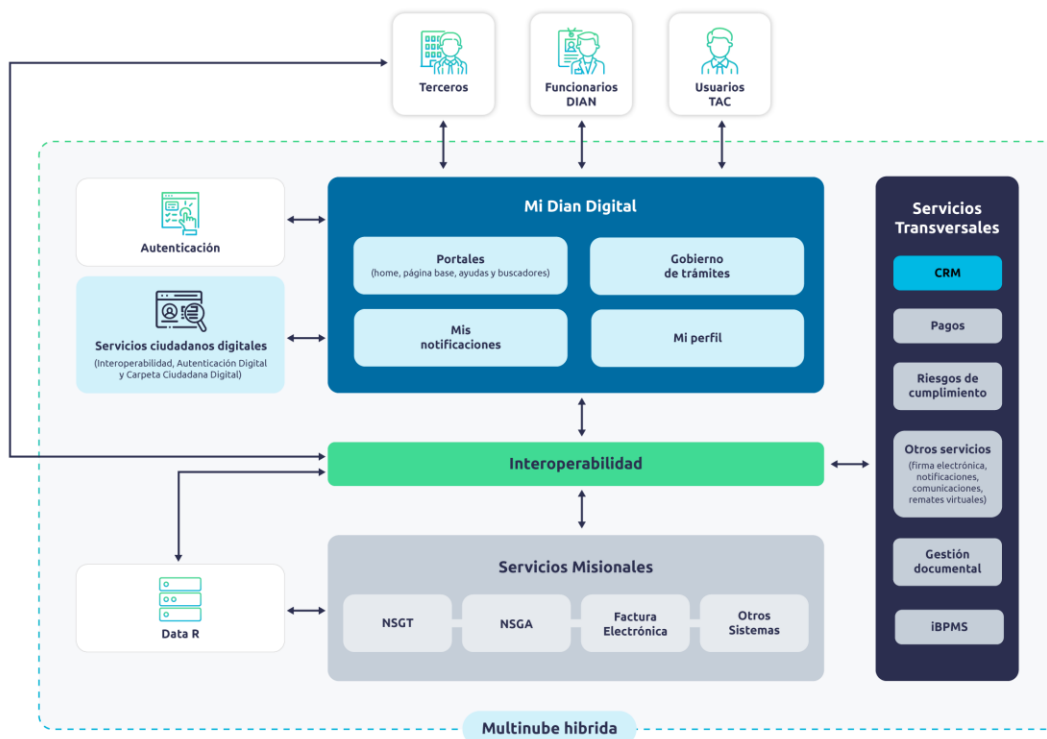 Terceros
Funcionarios
DIAN
Usuarios
TAC
Autenticación
Servicios ciudadanos digitales
(Interoperabilidad, Autenticación Digital
y Carpeta Ciudadana Digital)
Mi Dian Digital
Portales
(home, página base, ayudas y buscadores)
Gobierno
de trámites
Mis
notificaciones
Mi perfil
Interoperabilidad
Servicios Misionales
NSGT
NSGA
Factura
Electrónica
Otros
Sistemas
Data R
Servicios
Transversales
CRM
Pagos
Riesgos de
cumplimiento
Otros servicios
(firma electrónica,
notificaciones,
comunicaciones,
remates virtuales)
Gestión
documental
iBPMS
Multinube hibrida